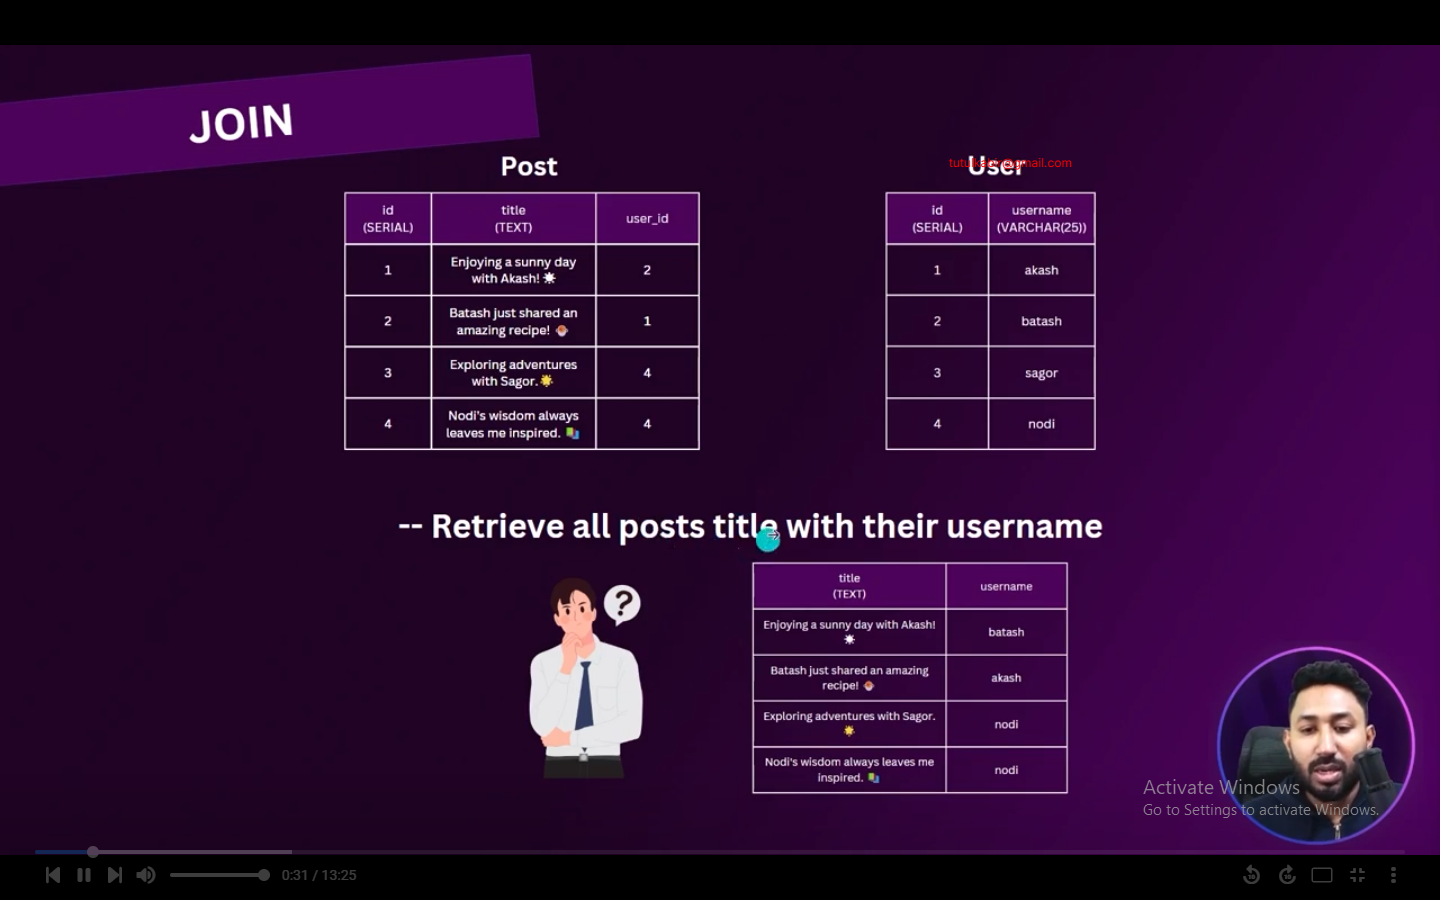 JOIN
Post
id
(SERIAL)
title
(TEXT)
user_id
1
Enjoying a sunny day
with Akash! ☀
2
2
Batash just shared an
amazing recipe!
1
3
Exploring adventures
with Sagor. 🌟
4
4
Nodi's wisdom always
leaves me inspired. 📚
4
User
id
(SERIAL)
username
(VARCHAR(25))
1
akash
2
batash
3
sagor
4
nodi
-- Retrieve all posts title with their username
?
title
(TEXT)
username
Enjoying a sunny day with Akash!
☀
batash
Batash just shared an amazing
recipe!
akash
Exploring adventures with Sagor.
🌟
nodi
Nodi's wisdom always leaves me
inspired. 📚
nodi
Activate Windows
Go to Settings to activate Windows.
0:31 / 13:25